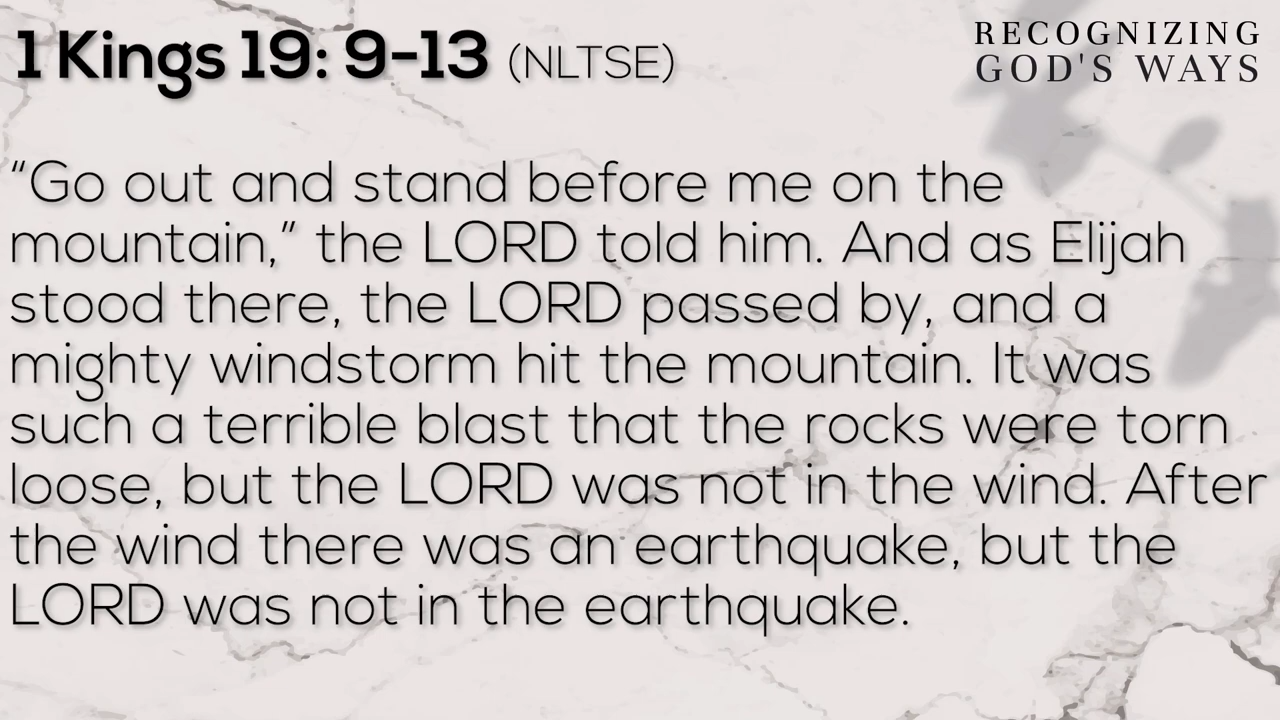 1 Kings 19: 9-13 (NLTSE)
RECOGNIZING
GOD'S WAYS
“Go out and stand before me on the
mountain,” the LORD told him. And as Elijah
stood there, the LORD passed by, and a
mighty windstorm hit the mountain. It was
such a terrible blast that the rocks were torn
loose, but the LORD was not in the wind. After
the wind there was an earthquake, but the
LORD was not in the earthquake.